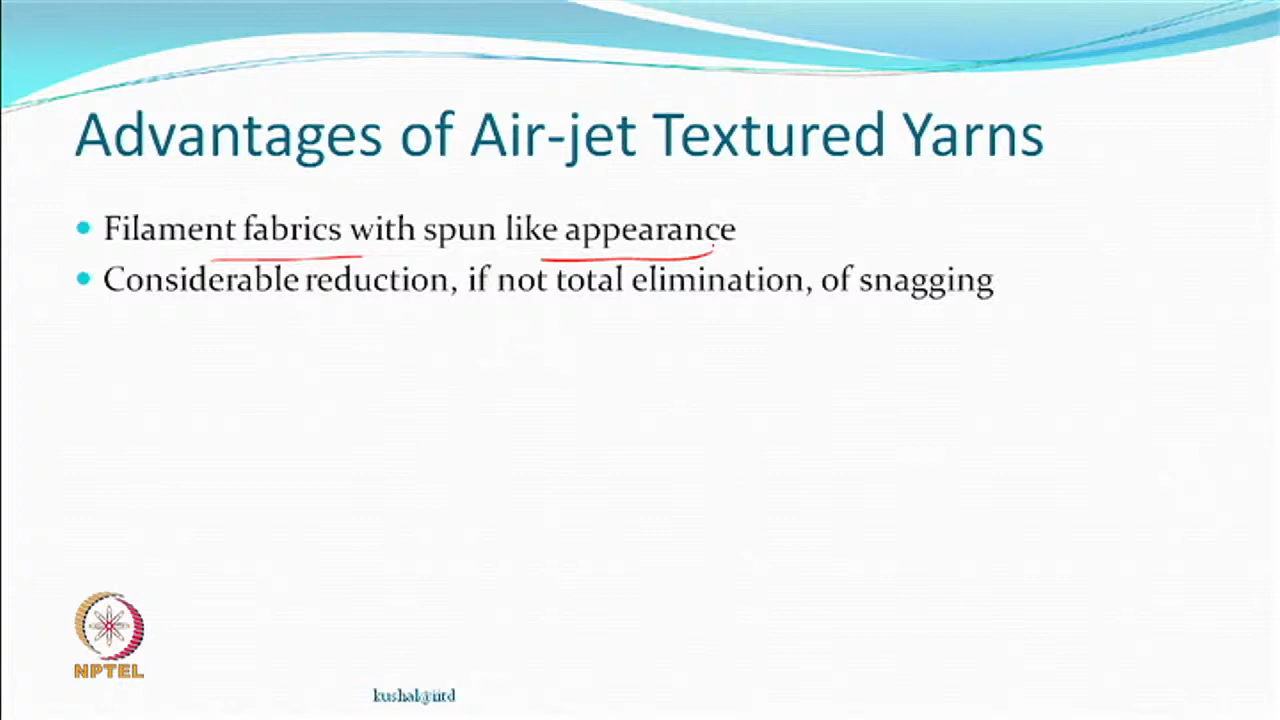 Advantages of Air-jet Textured Yarns
Filament fabrics with spun like appearance
Considerable reduction, if not total elimination, of snagging
NPTEL
kushal@iitd